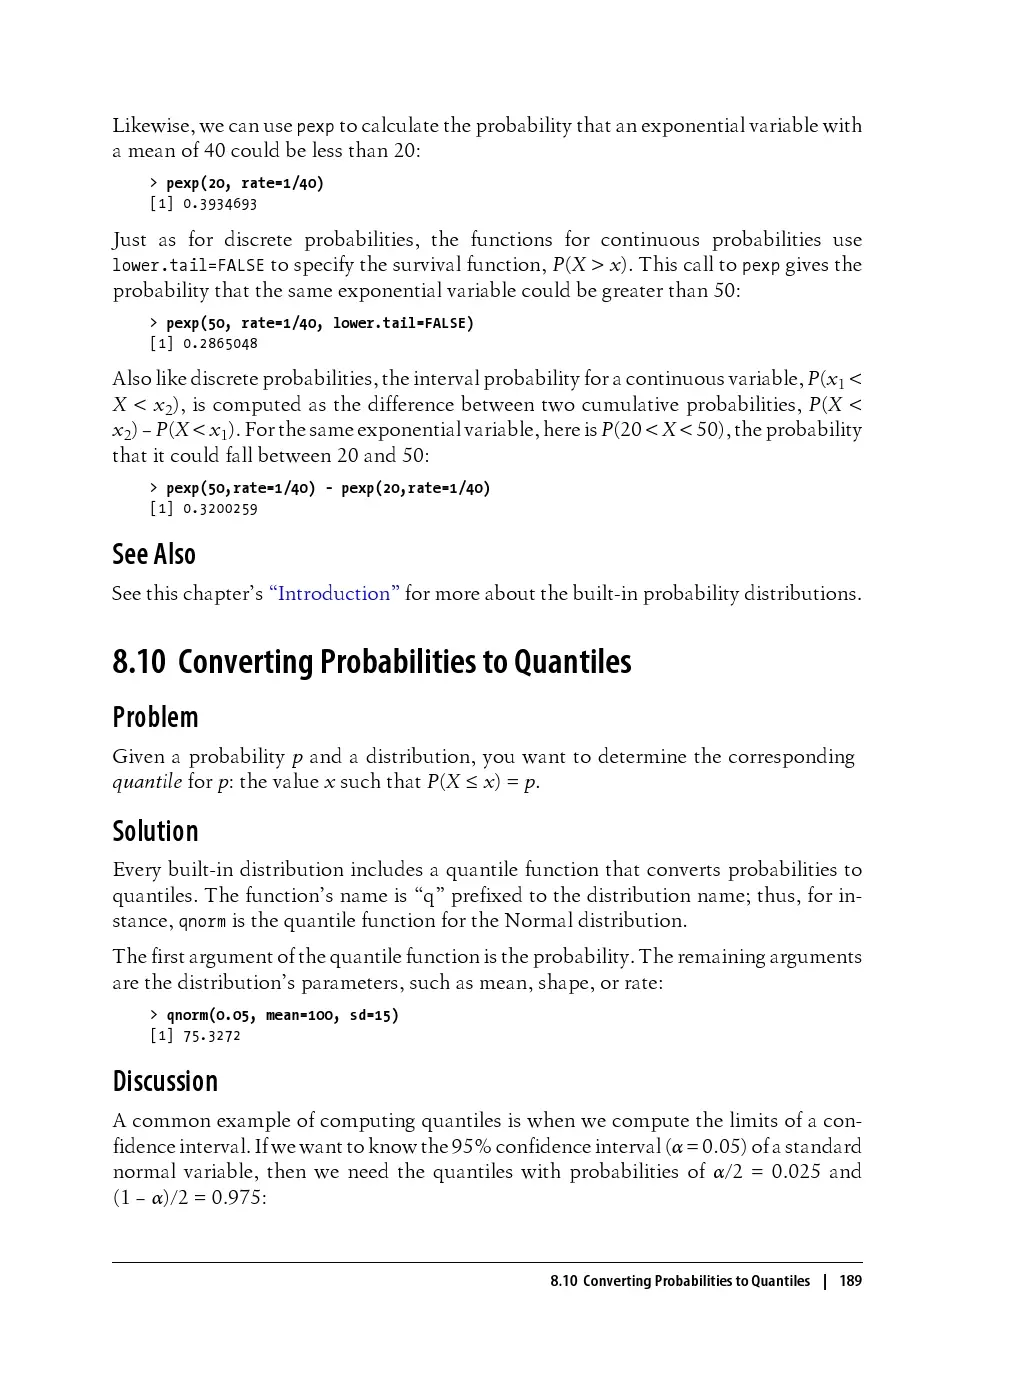 Likewise, we can use pexp to calculate the probability that an exponential variable with
a mean of 40 could be less than 20:
> pexp(20, rate=1/40)
[1] 0.3934693
Just as for discrete probabilities, the functions for continuous probabilities use
lower.tail=FALSE to specify the survival function, P(X > x). This call to pexp gives the
probability that the same exponential variable could be greater than 50:
> pexp(50, rate=1/40, lower.tail=FALSE)
[1] 0.2865048
Also like discrete probabilities, the interval probability for a continuous variable, P(x₁ <
X < x₂), is computed as the difference between two cumulative probabilities, P(X <
x₂) – P(X < x₁). For the same exponential variable, here is P(20 < X < 50), the probability
that it could fall between 20 and 50:
> pexp(50,rate=1/40) - pexp(20,rate=1/40)
[1] 0.3200259
See Also
See this chapter’s “Introduction” for more about the built-in probability distributions.
8.10 Converting Probabilities to Quantiles
Problem
Given a probability p and a distribution, you want to determine the corresponding
quantile for p: the value x such that P(X ≤ x) = p.
Solution
Every built-in distribution includes a quantile function that converts probabilities to
quantiles. The function’s name is “q” prefixed to the distribution name; thus, for in-
stance, qnorm is the quantile function for the Normal distribution.
The first argument of the quantile function is the probability. The remaining arguments
are the distribution’s parameters, such as mean, shape, or rate:
> qnorm(0.05, mean=100, sd=15)
[1] 75.3272
Discussion
A common example of computing quantiles is when we compute the limits of a con-
fidence interval. If we want to know the 95% confidence interval (α = 0.05) of a standard
normal variable, then we need the quantiles with probabilities of α/2 = 0.025 and
(1 – α)/2 = 0.975:
8.10 Converting Probabilities to Quantiles | 189